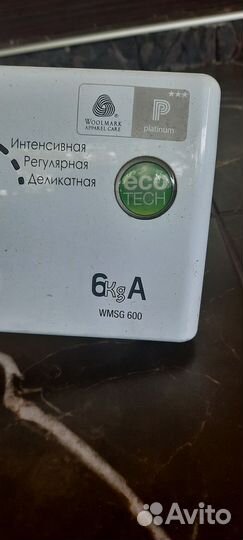 WOOLMARK
APPAREL CARE
P
platinum
Интенсивная
Регулярная
Деликатная
eco
TECH
6Kg A
WMSG 600
Avito